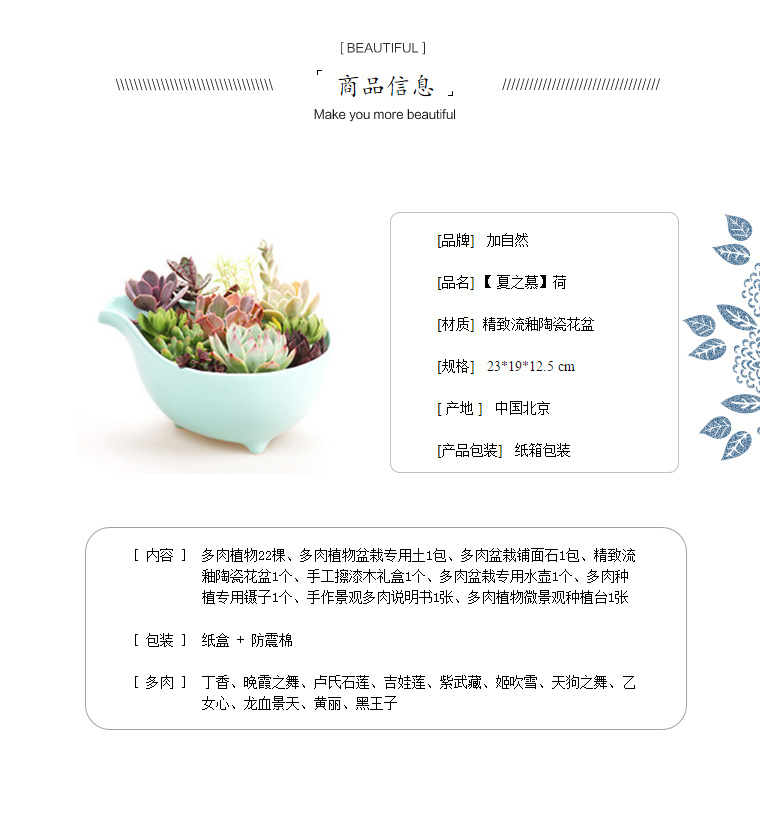 [ BEAUTIFUL ]
「商品信息」
Make you more beautiful
[品牌] 加自然
[品名]【 夏之慕】荷
[材质] 精致流釉陶瓷花盆
[规格] 23*19*12.5 cm
[ 产地 ] 中国北京
[产品包装] 纸箱包装
[ 内容 ] 多肉植物22棵、多肉植物盆栽专用土1包、多肉盆栽铺面石1包、精致流
釉陶瓷花盆1个、手工擦漆木礼盒1个、多肉盆栽专用水壶1个、多肉种
植专用镊子1个、手作景观多肉说明书1张、多肉植物微景观种植台1张
[ 包装 ] 纸盒 + 防震棉
[ 多肉 ] 丁香、晚霞之舞、卢氏石莲、吉娃莲、紫武藏、姬吹雪、天狗之舞、乙
女心、龙血景天、黄丽、黑王子